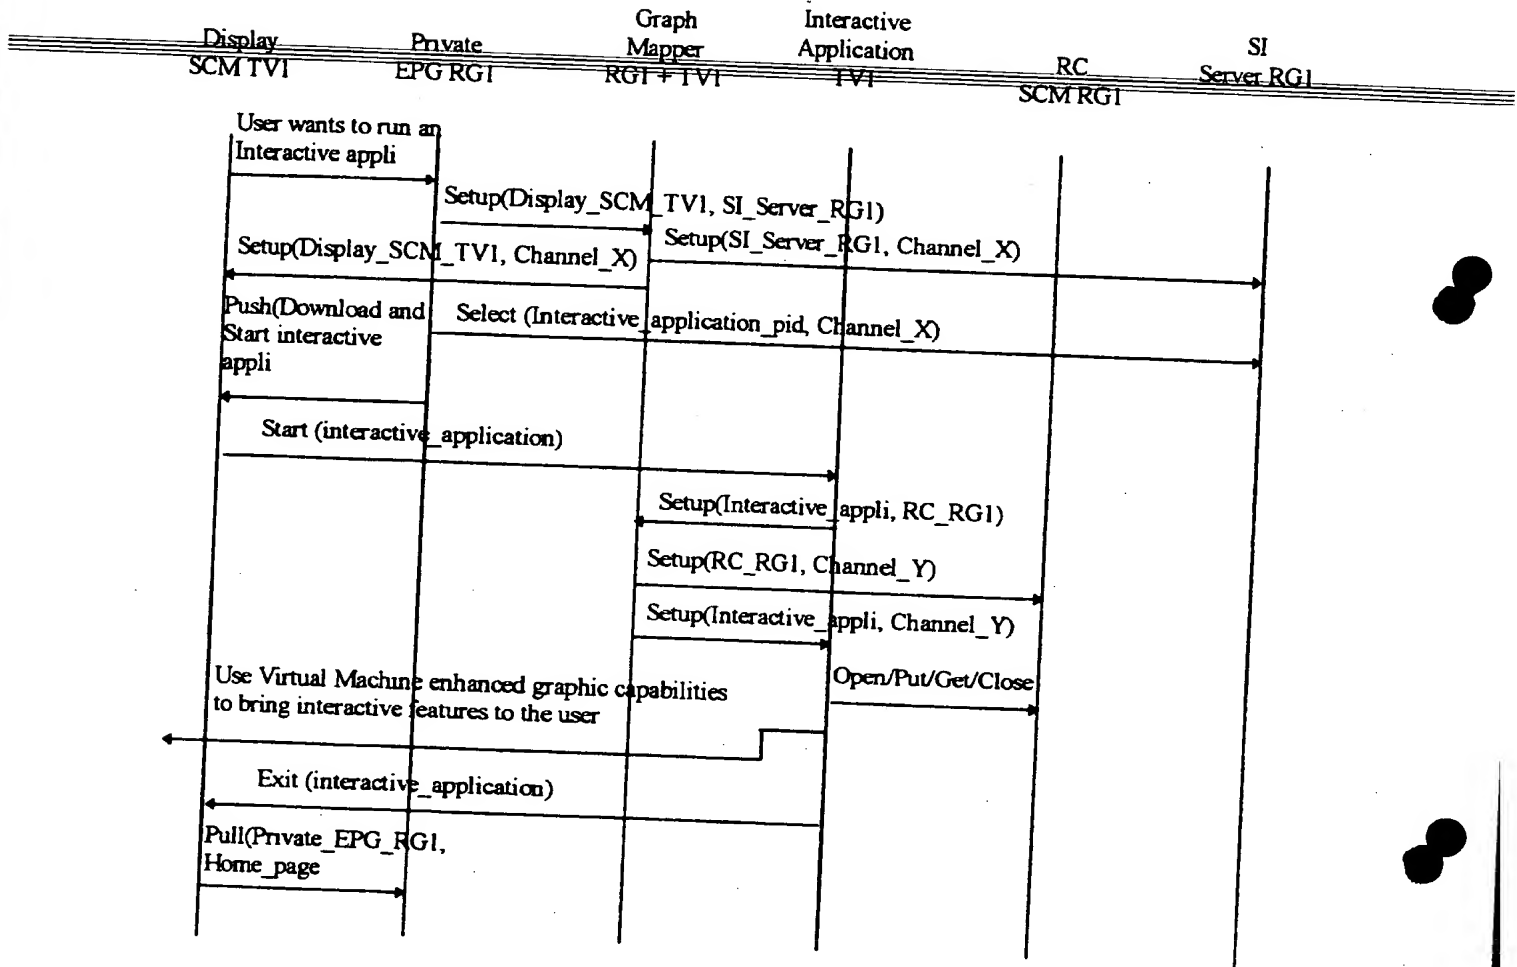 Display
SCM TV1
Private
EPG RG1
Graph
Mapper
RG1 + TV1
Interactive
Application
TV1
RC
SCM RG1
SI
Server RG1
User wants to run an
Interactive appli
Setup(Display_SCM_TV1, SI_Server_RG1)
Setup(SI_Server_RG1, Channel_X)
Setup(Display_SCM_TV1, Channel_X)
Push(Download and
Start interactive
appli
Select (Interactive_application_pid, Channel_X)
Start (interactive_application)
Setup(Interactive_appli, RC_RG1)
Setup(RC_RG1, Channel_Y)
Setup(Interactive_appli, Channel_Y)
Open/Put/Get/Close
Use Virtual Machine enhanced graphic capabilities
to bring interactive features to the user
Exit (interactive_application)
Pull(Private_EPG_RG1,
Home_page